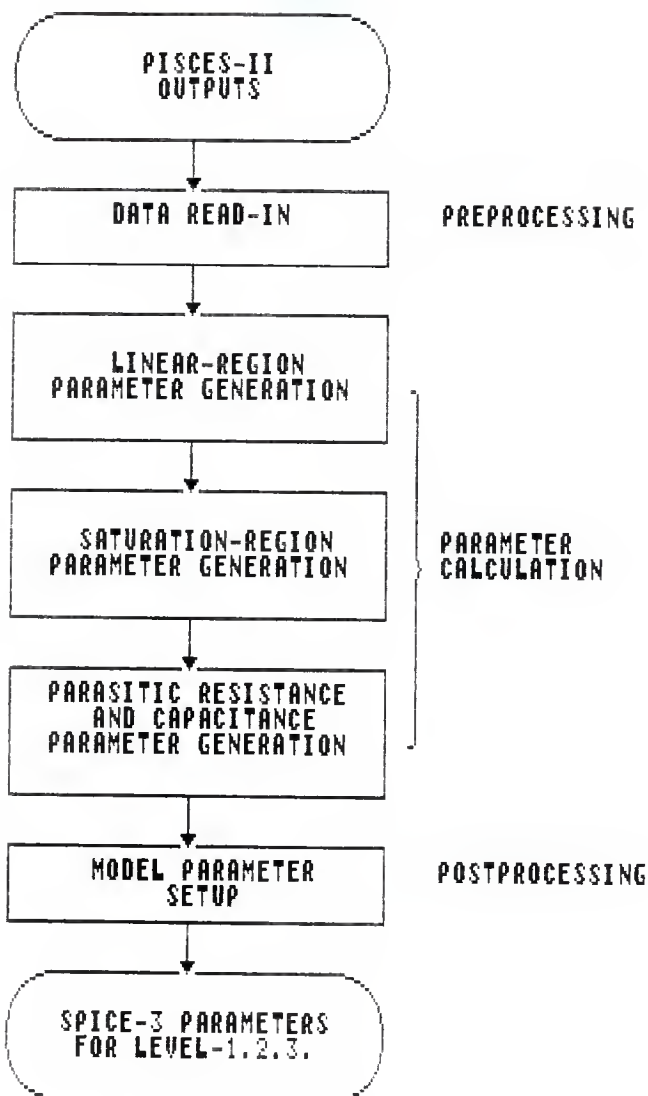 PISCES-II
OUTPUTS
DATA READ-IN
PREPROCESSING
LINEAR-REGION
PARAMETER GENERATION
SATURATION-REGION
PARAMETER GENERATION
PARAMETER
CALCULATION
PARASITIC RESISTANCE
AND CAPACITANCE
PARAMETER GENERATION
MODEL PARAMETER
SETUP
POSTPROCESSING
SPICE-3 PARAMETERS
FOR LEVEL-1.2.3.